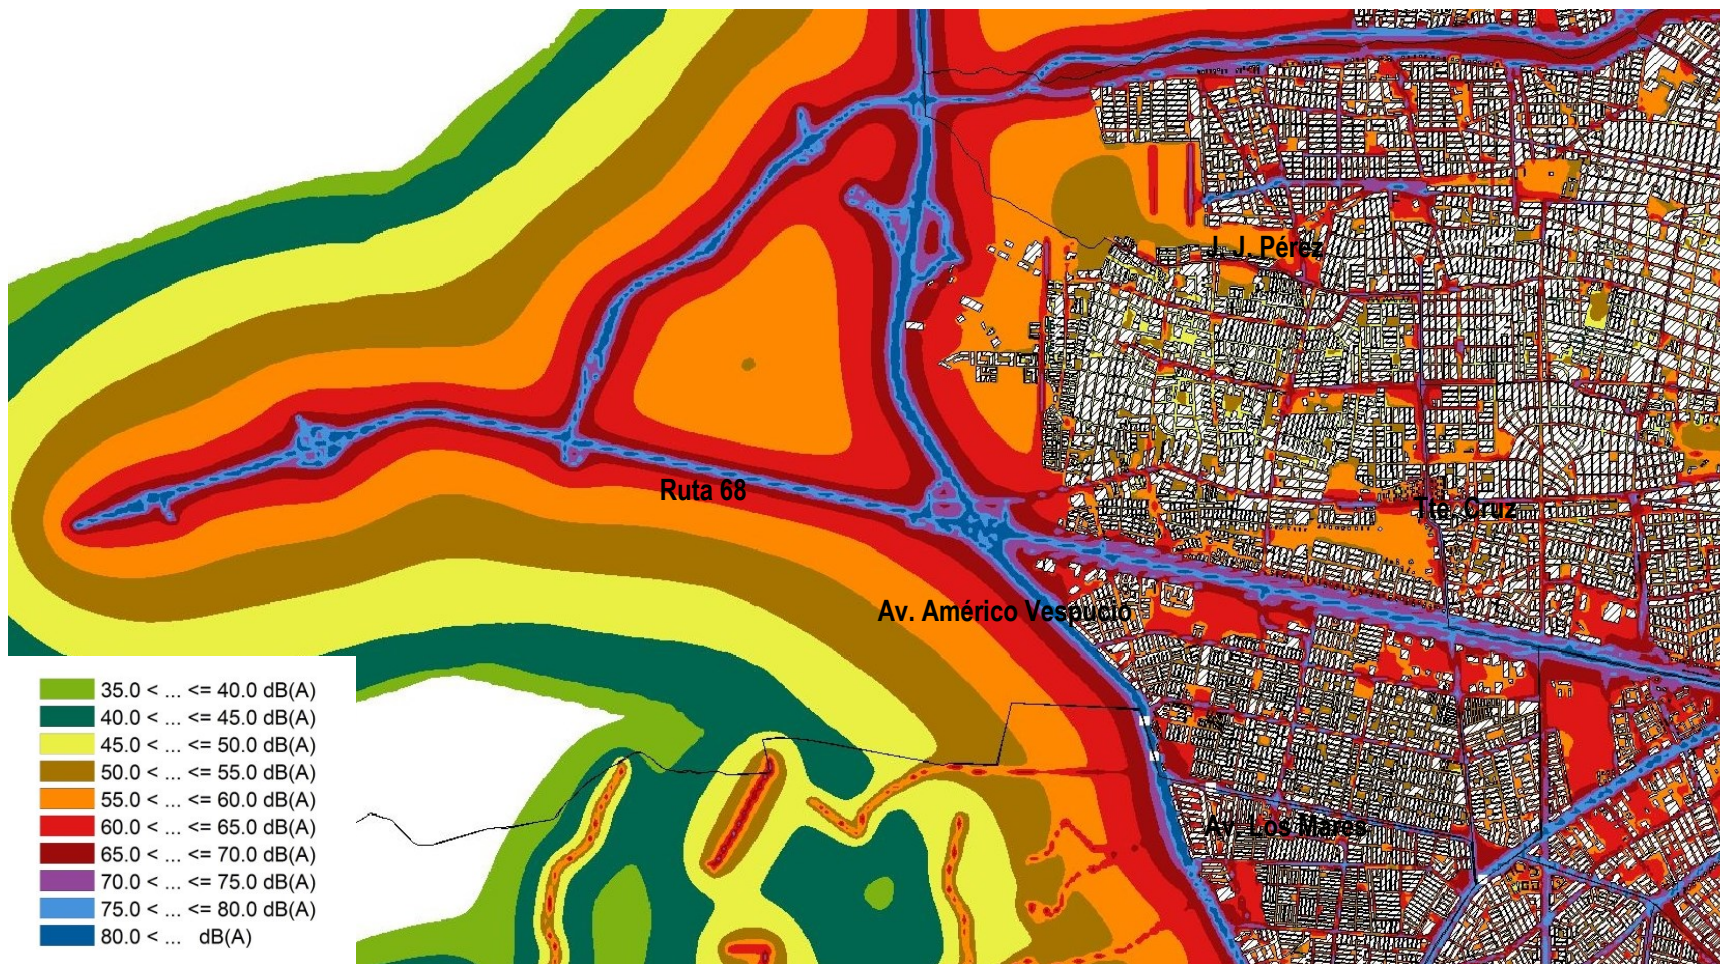 J. J. Pérez
Ruta 68
Tte. Cruz
Av. Américo Vespucio
Av. Los Mares
35.0 < ... <= 40.0 dB(A)
40.0 < ... <= 45.0 dB(A)
45.0 < ... <= 50.0 dB(A)
50.0 < ... <= 55.0 dB(A)
55.0 < ... <= 60.0 dB(A)
60.0 < ... <= 65.0 dB(A)
65.0 < ... <= 70.0 dB(A)
70.0 < ... <= 75.0 dB(A)
75.0 < ... <= 80.0 dB(A)
80.0 < ... dB(A)